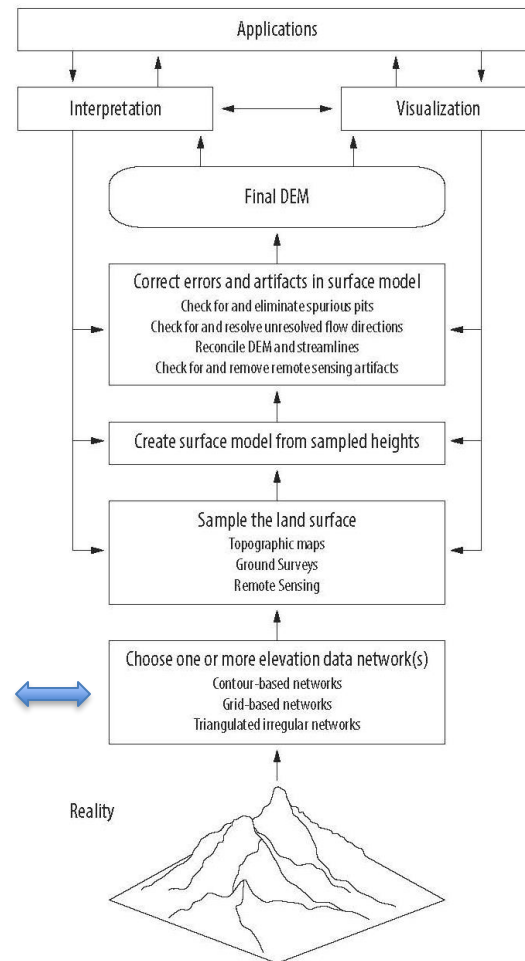 Applications
Interpretation
Visualization
Final DEM
Correct errors and artifacts in surface model
Check for and eliminate spurious pits
Check for and resolve unresolved flow directions
Reconcile DEM and streamlines
Check for and remove remote sensing artifacts
Create surface model from sampled heights
Sample the land surface
Topographic maps
Ground Surveys
Remote Sensing
Choose one or more elevation data network(s)
Contour-based networks
Grid-based networks
Triangulated irregular networks
Reality